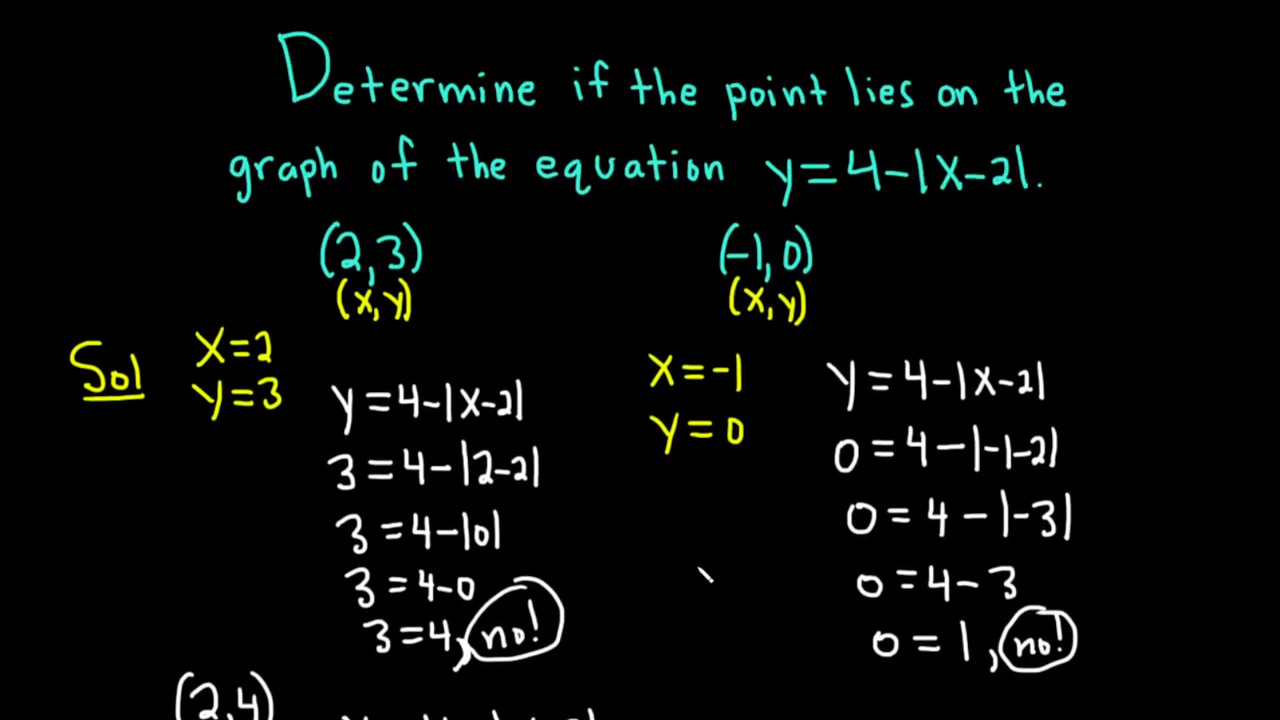 Determine if the point lies on the
graph of the equation y=4-|x-2|.
(2,3)
(x,y)
(-1,0)
(x,y)
Sol
x=2
y=3
y=4-|x-2|
3=4-|2-2|
3=4-|0|
3=4-0
3=4, no!
x=-1
y=0
y=4-|x-2|
0=4-|-1-2|
0=4-|-3|
0=4-3
0=1, no!
(2,4)